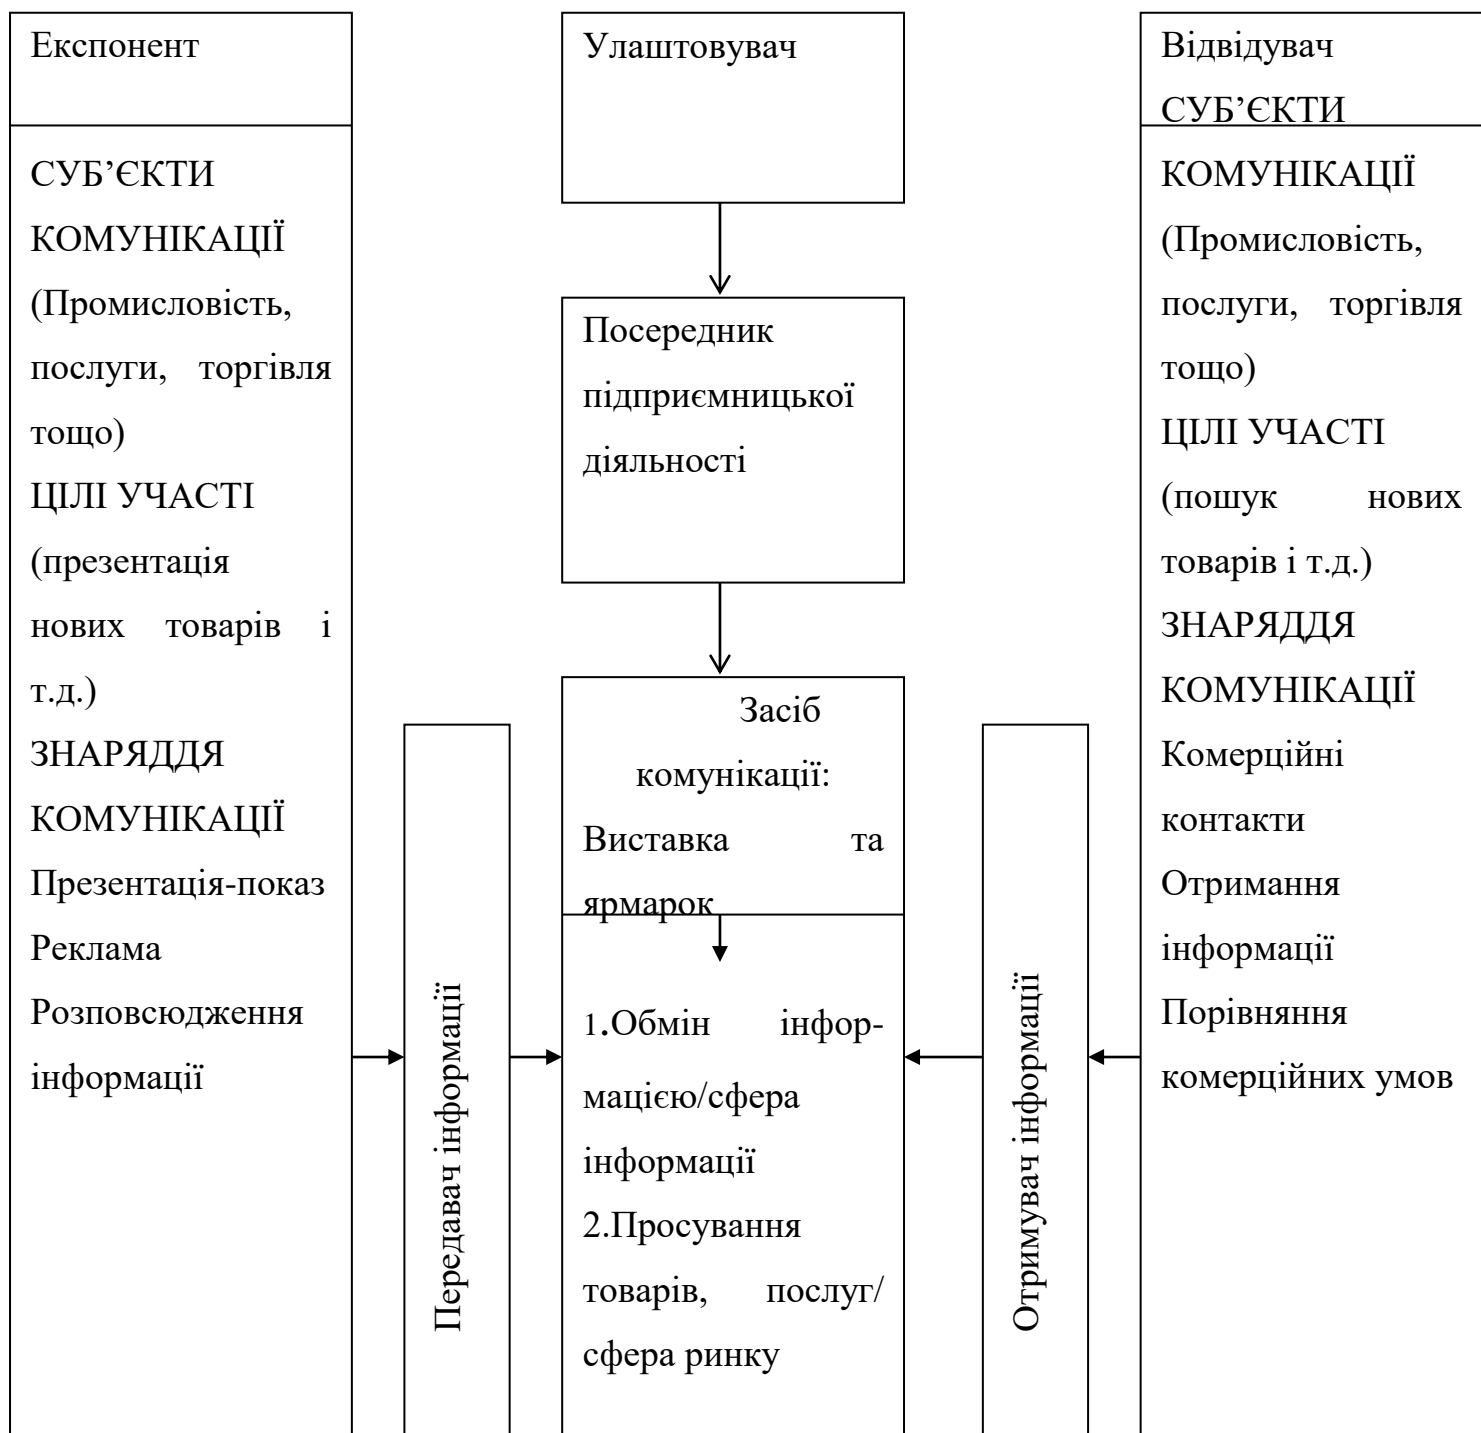 Експонент
СУБ’ЄКТИ
КОМУНІКАЦІЇ
(Промисловість,
послуги, торгівля
тощо)
ЦІЛІ УЧАСТІ
(презентація
нових товарів і
т.д.)
ЗНАРЯДДЯ
КОМУНІКАЦІЇ
Презентація-показ
Реклама
Розповсюдження
інформації
Передавач інформації
Улаштовувач
Посередник
підприємницької
діяльності
Засіб
комунікації:
Виставка та
ярмарок
1.Обмін інфор-
мацією/сфера
інформації
2.Просування
товарів, послуг/
сфера ринку
Отримувач інформації
Відвідувач
СУБ’ЄКТИ
КОМУНІКАЦІЇ
(Промисловість,
послуги, торгівля
тощо)
ЦІЛІ УЧАСТІ
(пошук нових
товарів і т.д.)
ЗНАРЯДДЯ
КОМУНІКАЦІЇ
Комерційні
контакти
Отримання
інформації
Порівняння
комерційних умов